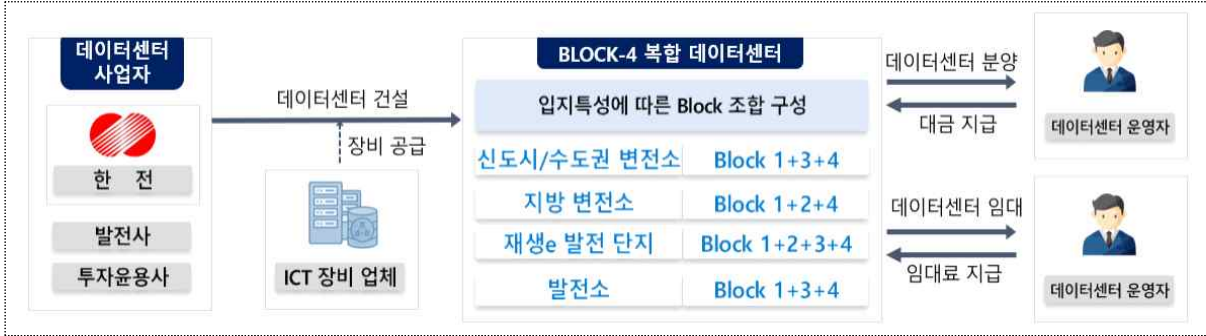 데이터센터
사업자
한 전
발전사
투자윤용사
데이터센터 건설
장비 공급
ICT 장비 업체
BLOCK-4 복합 데이터센터
입지특성에 따른 Block 조합 구성
신도시/수도권 변전소 Block 1+3+4
지방 변전소 Block 1+2+4
재생e 발전 단지 Block 1+2+3+4
발전소 Block 1+3+4
데이터센터 분양
대금 지급
데이터센터 운영자
데이터센터 임대
임대료 지급
데이터센터 운영자